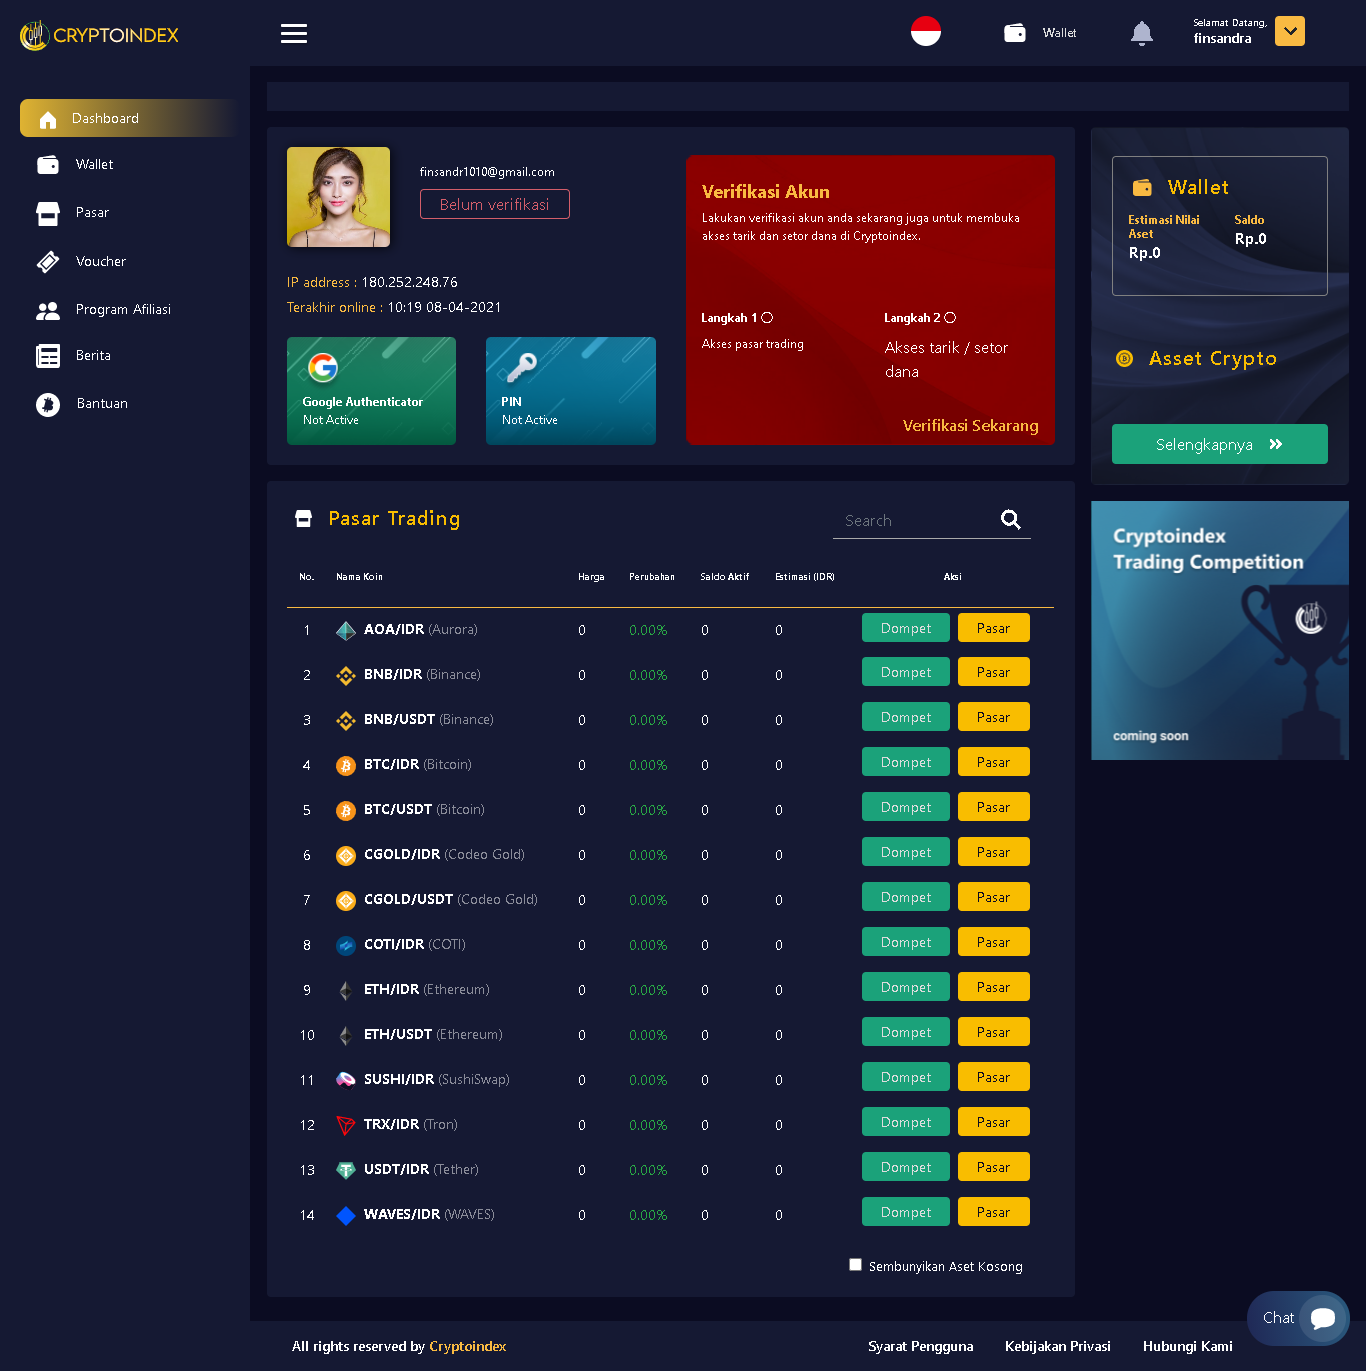 CRYPTOINDEX
Wallet
Selamat Datang,
finsandra
Dashboard
Wallet
Pasar
Voucher
Program Afiliasi
Berita
Bantuan
finsandr1010@gmail.com
Belum verifikasi
IP address : 180.252.248.76
Terakhir online : 10:19 08-04-2021
Google Authenticator
Not Active
PIN
Not Active
Verifikasi Akun
Lakukan verifikasi akun anda sekarang juga untuk membuka
akses tarik dan setor dana di Cryptoindex.
Langkah 1
Akses pasar trading
Langkah 2
Akses tarik / setor
dana
Verifikasi Sekarang
Wallet
Estimasi Nilai
Aset
Rp.0
Saldo
Rp.0
Asset Crypto
Selengkapnya
Cryptoindex
Trading Competition
coming soon
Pasar Trading
Search
No. Nama Koin Harga Perubahan Saldo Aktif Estimasi (IDR) Aksi
1 AOA/IDR (Aurora) 0 0.00% 0 0 Dompet Pasar
2 BNB/IDR (Binance) 0 0.00% 0 0 Dompet Pasar
3 BNB/USDT (Binance) 0 0.00% 0 0 Dompet Pasar
4 BTC/IDR (Bitcoin) 0 0.00% 0 0 Dompet Pasar
5 BTC/USDT (Bitcoin) 0 0.00% 0 0 Dompet Pasar
6 CGOLD/IDR (Codeo Gold) 0 0.00% 0 0 Dompet Pasar
7 CGOLD/USDT (Codeo Gold) 0 0.00% 0 0 Dompet Pasar
8 COTI/IDR (COTI) 0 0.00% 0 0 Dompet Pasar
9 ETH/IDR (Ethereum) 0 0.00% 0 0 Dompet Pasar
10 ETH/USDT (Ethereum) 0 0.00% 0 0 Dompet Pasar
11 SUSHI/IDR (SushiSwap) 0 0.00% 0 0 Dompet Pasar
12 TRX/IDR (Tron) 0 0.00% 0 0 Dompet Pasar
13 USDT/IDR (Tether) 0 0.00% 0 0 Dompet Pasar
14 WAVES/IDR (WAVES) 0 0.00% 0 0 Dompet Pasar
Sembunyikan Aset Kosong
Chat
All rights reserved by Cryptoindex
Syarat Pengguna Kebijakan Privasi Hubungi Kami